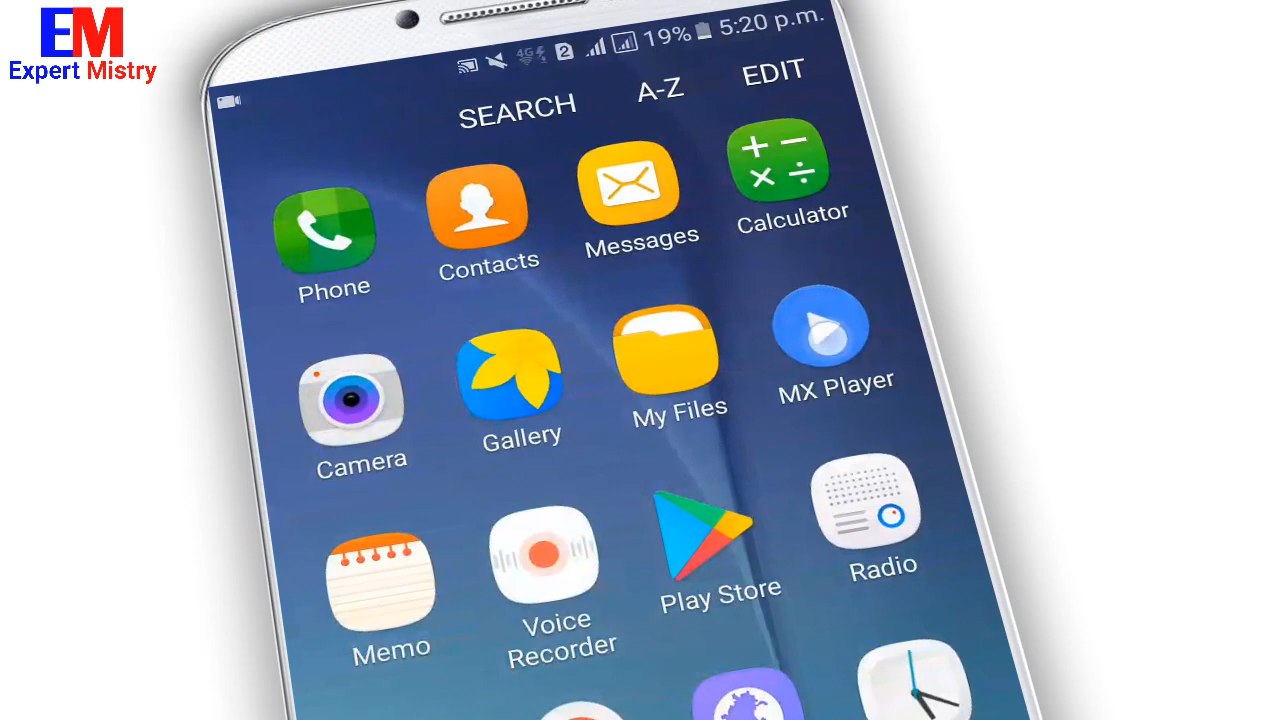 EM
Expert Mistry
4G 2 19% 5:20 p.m.
SEARCH A-Z EDIT
Phone Contacts Messages Calculator
Camera Gallery My Files MX Player
Memo Voice Recorder Play Store Radio